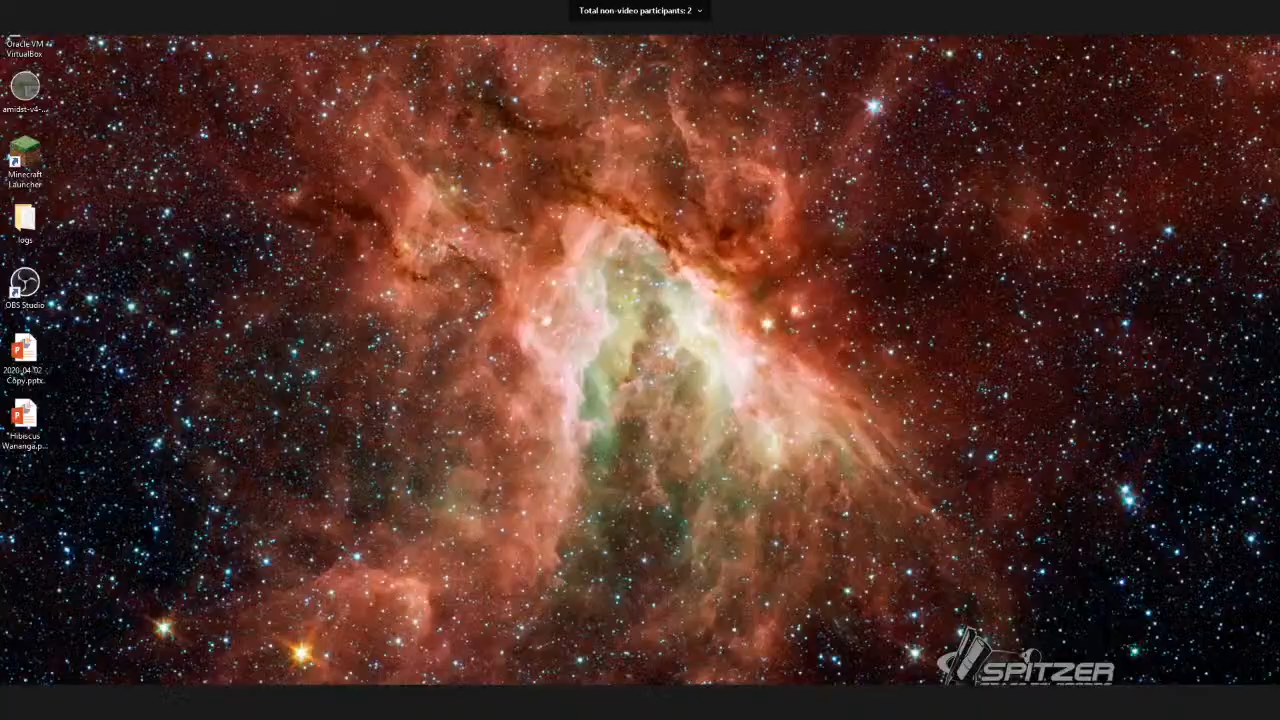 Total non-video participants: 2
Oracle VM
VirtualBox
amidst-v4-...
Minecraft
Launcher
logs
OBS Studio
2020_04_02 -
Copy.pptx
"Hibiscus
Wananga.p...
SPITZER